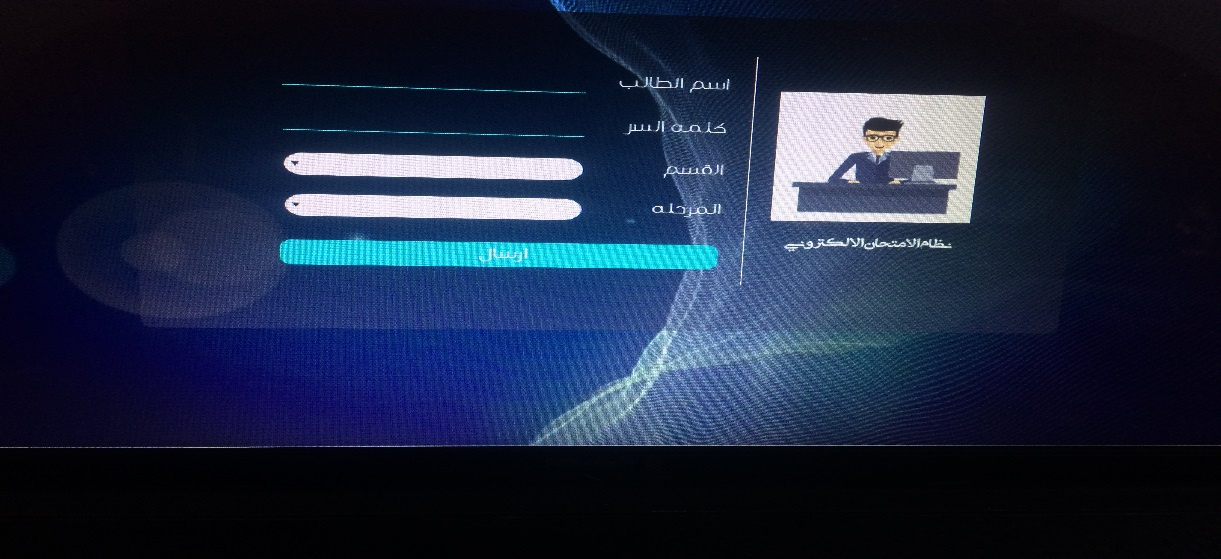 اسم الطالب
كلمه السر
القسم
المرحله
ارسال
نظام الامتحان الالكتروني